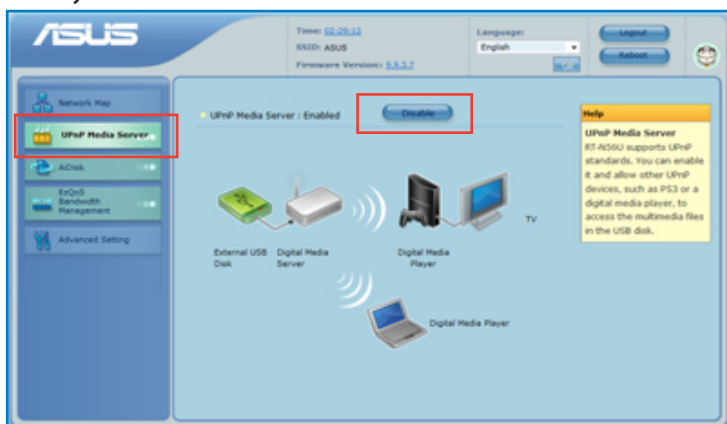 ASUS
Time: 02:29:12
SSID: ASUS
Firmware Version: 9.9.3.7
Language:
English
Logout
Reboot
Network Map
UPnP Media Server
AiDisk
EzQoS
Bandwidth
Management
Advanced Setting
UPnP Media Server : Enabled
Disable
External USB
Disk
Digital Media
Server
Digital Media
Player
TV
Digital Media Player
Help
UPnP Media Server
RT-N56U supports UPnP
standards. You can enable
it and allow other UPnP
devices, such as PS3 or a
digital media player, to
access the multimedia files
in the USB disk.